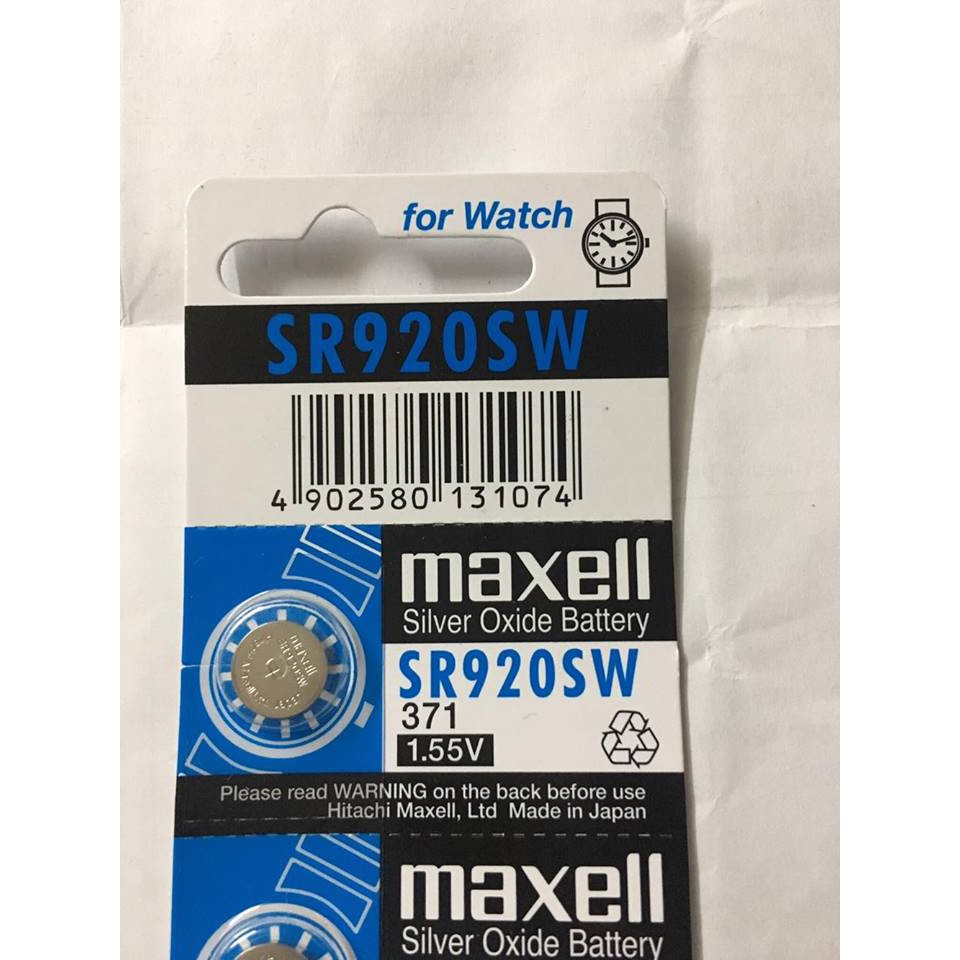 for Watch
SR920SW
4 902580 131074
maxell
Silver Oxide Battery
maxell
SR920SW
371
1.55V
Please read WARNING on the back before use
Hitachi Maxell, Ltd Made in Japan
maxell
Silver Oxide Battery